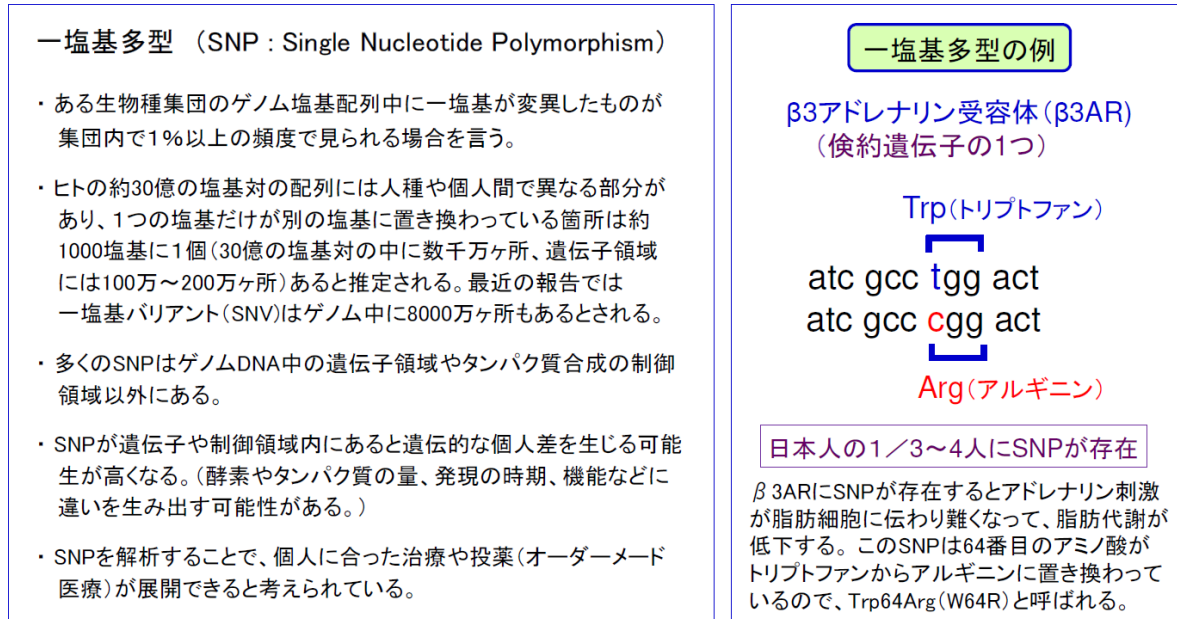 一塩基多型 （SNP : Single Nucleotide Polymorphism）
・ ある生物種集団のゲノム塩基配列中に一塩基が変異したものが
集団内で1％以上の頻度で見られる場合を言う。
・ ヒトの約30億の塩基対の配列には人種や個人間で異なる部分が
あり、1つの塩基だけが別の塩基に置き換わっている箇所は約
1000塩基に1個（30億の塩基対の中に数千万ヶ所、遺伝子領域
には100万～200万ヶ所）あると推定される。最近の報告では
一塩基バリアント（SNV）はゲノム中に8000万ヶ所もあるとされる。
・ 多くのSNPはゲノムDNA中の遺伝子領域やタンパク質合成の制御
領域以外にある。
・ SNPが遺伝子や制御領域内にあると遺伝的な個人差を生じる可能
生が高くなる。（酵素やタンパク質の量、発現の時期、機能などに
違いを生み出す可能性がある。）
・ SNPを解析することで、個人に合った治療や投薬（オーダーメード
医療）が展開できると考えられている。
一塩基多型の例
β3アドレナリン受容体（β3AR）
（倹約遺伝子の1つ）
Trp（トリプトファン）
atc gcc tgg act
atc gcc cgg act
Arg（アルギニン）
日本人の1／3～4人にSNPが存在
β3ARにSNPが存在するとアドレナリン刺激
が脂肪細胞に伝わり難くなって、脂肪代謝が
低下する。このSNPは64番目のアミノ酸が
トリプトファンからアルギニンに置き換わって
いるので、Trp64Arg（W64R）と呼ばれる。